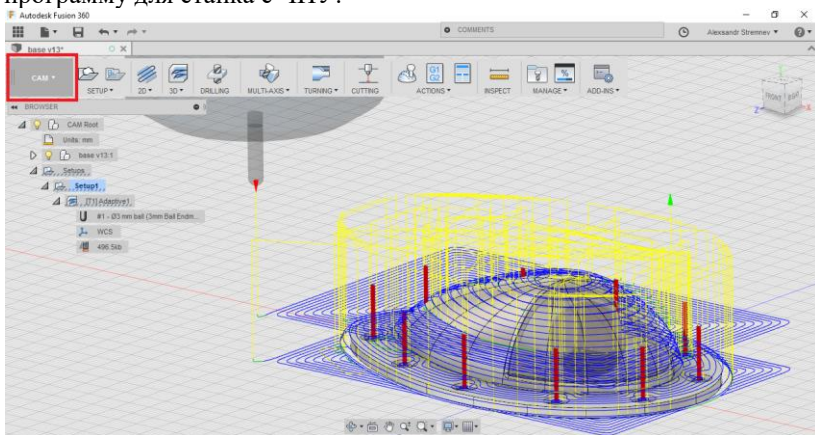 программу для станка с ЧПУ?
Autodesk Fusion 360
COMMENTS
Alexsandr Stremnev
base v13*
CAM
SETUP
2D
3D
DRILLING
MULTI-AXIS
TURNING
CUTTING
ACTIONS
INSPECT
MANAGE
ADD-INS
G1
G2
BROWSER
CAM Root
Units: mm
base v13:1
Setups
Setup1
[T1] Adaptive1
#1 - Ø3 mm ball (3mm Ball Endm...
WCS
496.5kb
FRONT
Z
X